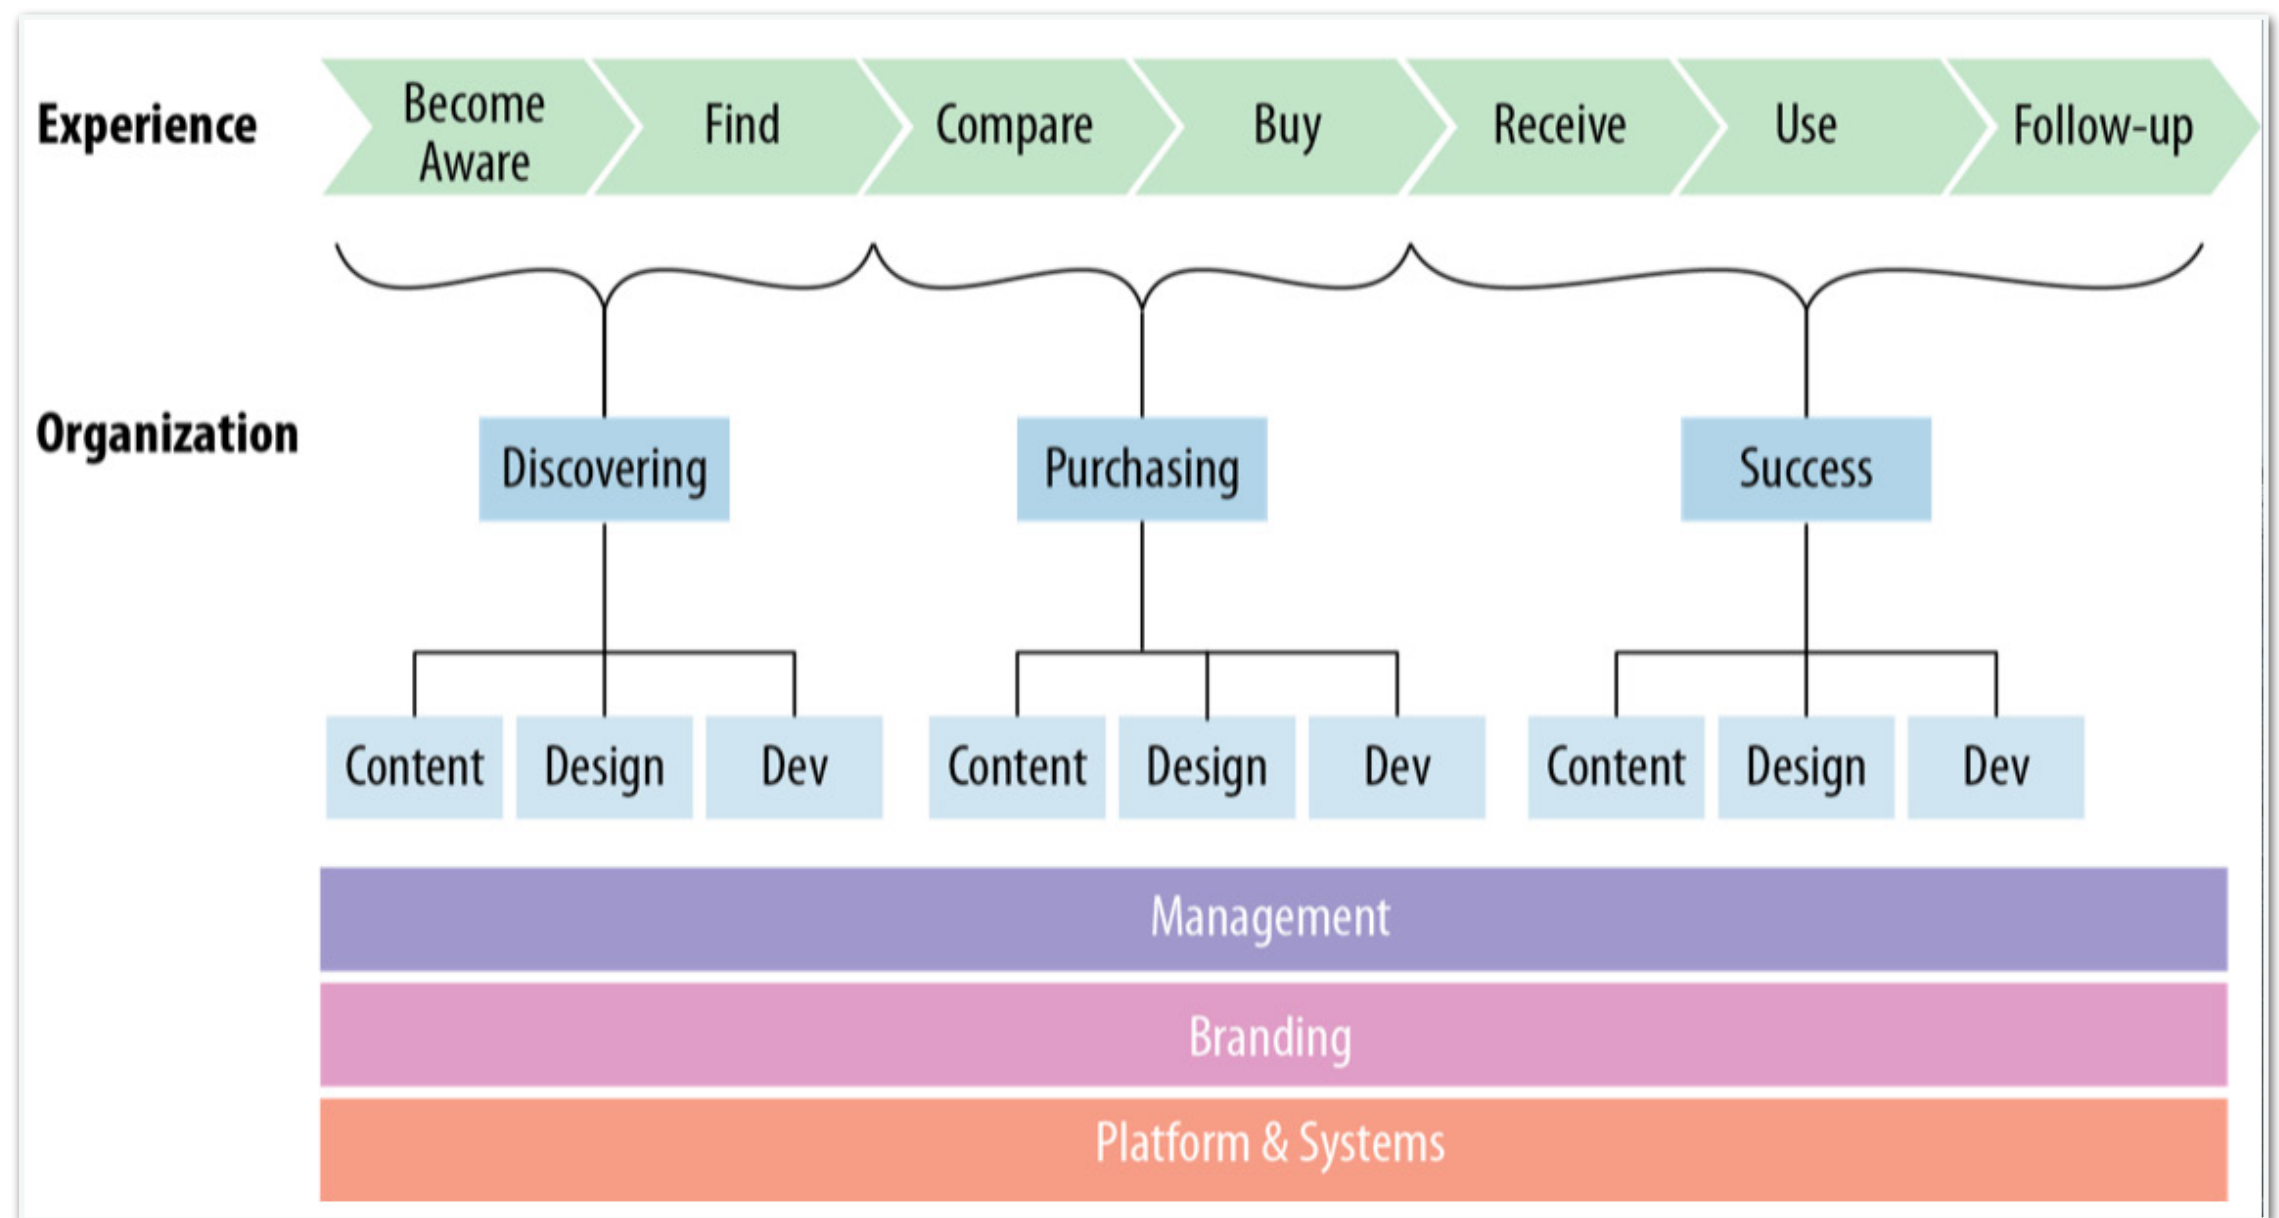 Experience
Become
Aware
Find
Compare
Buy
Receive
Use
Follow-up
Organization
Discovering
Purchasing
Success
Content
Design
Dev
Content
Design
Dev
Content
Design
Dev
Management
Branding
Platform & Systems